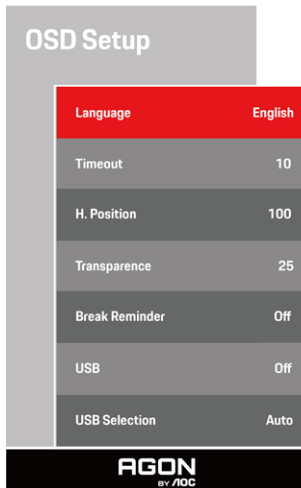 OSD Setup
Language English
Timeout 10
H. Position 100
Transparence 25
Break Reminder Off
USB Off
USB Selection Auto
AGON
BY AOC